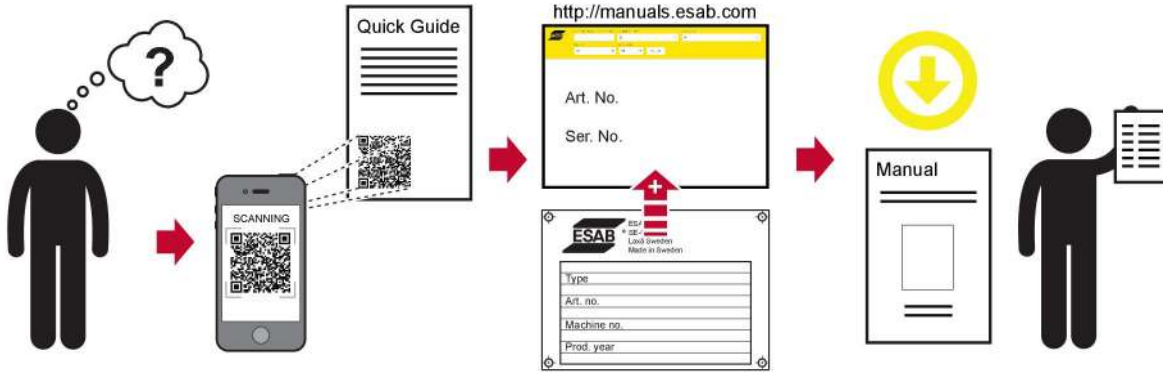 ?
Quick Guide
SCANNING
http://manuals.esab.com
Art. No.
Ser. No.
+
ESAB
Laxå Sweden
Made in Sweden
Type
Art. no.
Machine no.
Prod. year
Manual